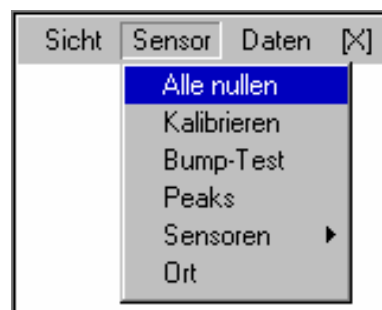 Sicht Sensor Daten [X]
Alle nullen
Kalibrieren
Bump-Test
Peaks
Sensoren
Ort